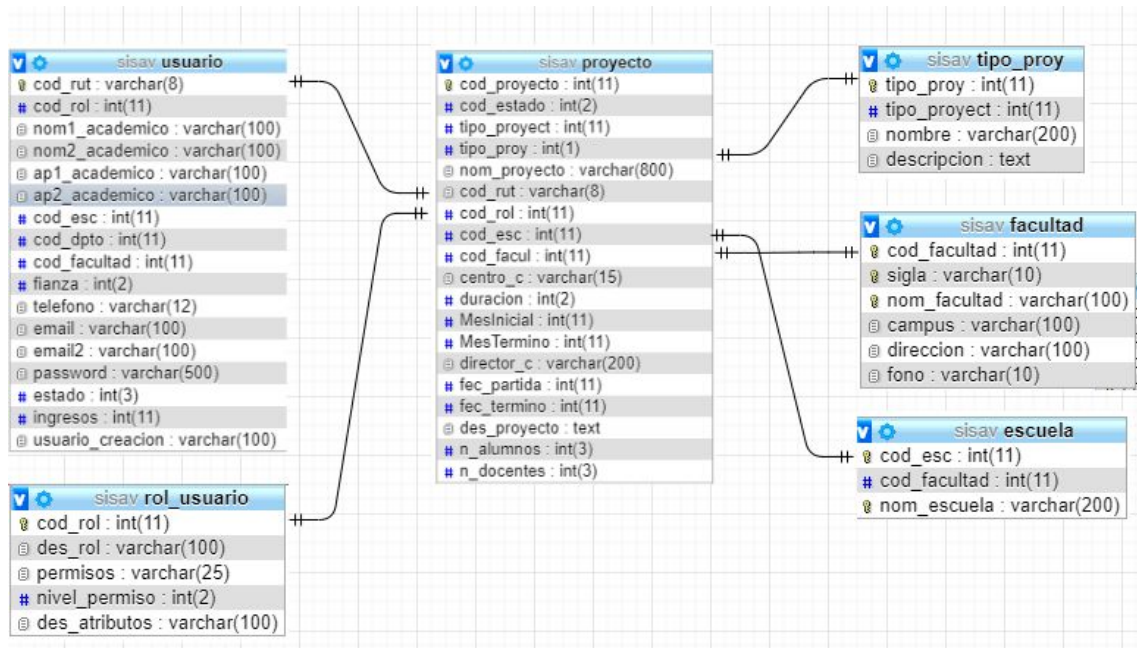 sisav usuario
cod_rut : varchar(8)
cod_rol : int(11)
nom1_academico : varchar(100)
nom2_academico : varchar(100)
ap1_academico : varchar(100)
ap2_academico : varchar(100)
cod_esc : int(11)
cod_dpto : int(11)
cod_facultad : int(11)
fianza : int(2)
telefono : varchar(12)
email : varchar(100)
email2 : varchar(100)
password : varchar(500)
estado : int(3)
ingresos : int(11)
usuario_creacion : varchar(100)
sisav rol_usuario
cod_rol : int(11)
des_rol : varchar(100)
permisos : varchar(25)
nivel_permiso : int(2)
des_atributos : varchar(100)
sisav proyecto
cod_proyecto : int(11)
cod_estado : int(2)
tipo_proyect : int(11)
tipo_proy : int(1)
nom_proyecto : varchar(800)
cod_rut : varchar(8)
cod_rol : int(11)
cod_esc : int(11)
cod_facul : int(11)
centro_c : varchar(15)
duracion : int(2)
MesInicial : int(11)
MesTermino : int(11)
director_c : varchar(200)
fec_partida : int(11)
fec_termino : int(11)
des_proyecto : text
n_alumnos : int(3)
n_docentes : int(3)
sisav tipo_proy
tipo_proy : int(11)
tipo_proyect : int(11)
nombre : varchar(200)
descripcion : text
sisav facultad
cod_facultad : int(11)
sigla : varchar(10)
nom_facultad : varchar(100)
campus : varchar(100)
direccion : varchar(100)
fono : varchar(10)
sisav escuela
cod_esc : int(11)
cod_facultad : int(11)
nom_escuela : varchar(200)